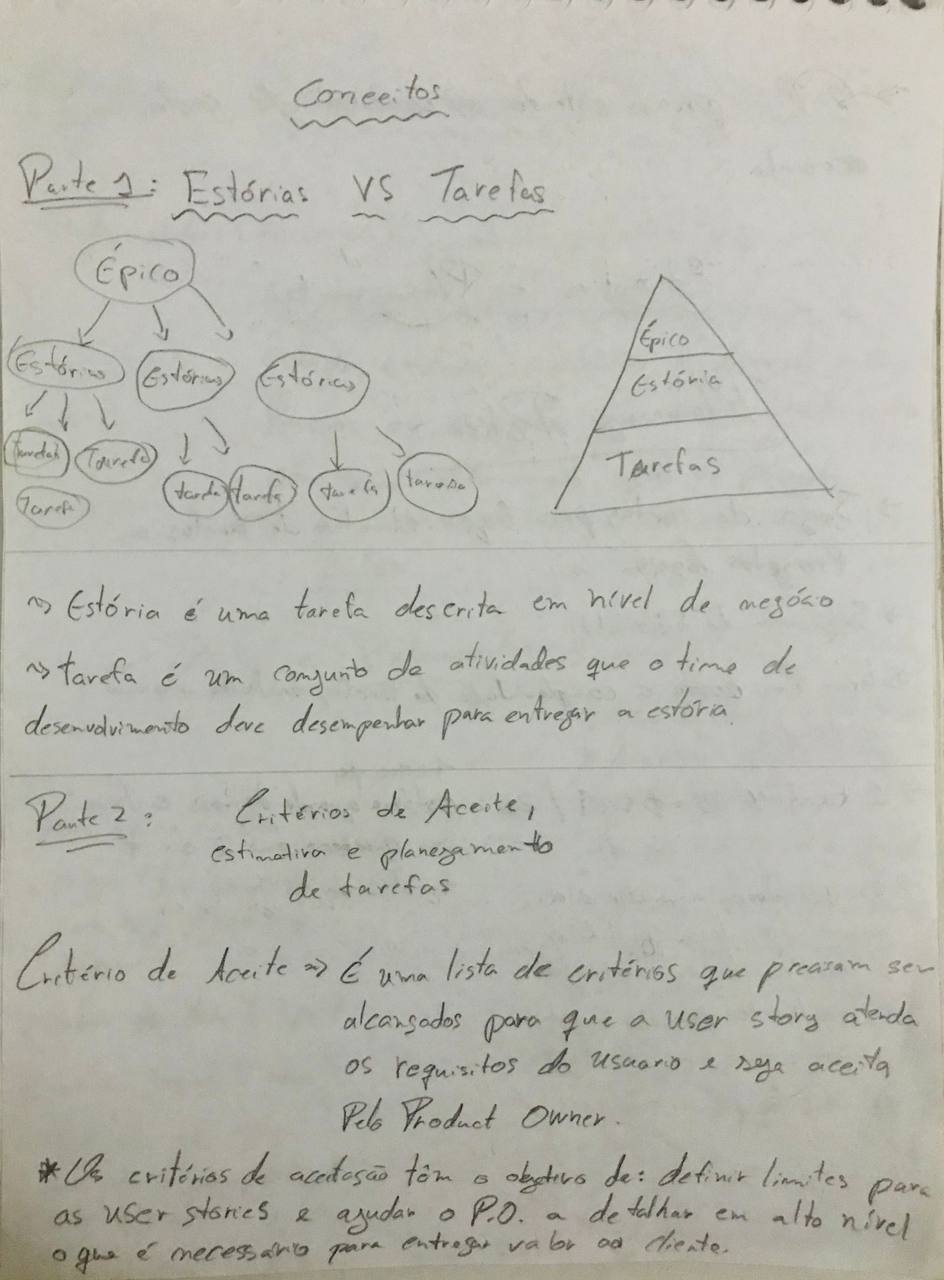 Conceitos
Parte 1: Estórias VS Tarefas
Épico
Estórias Estórias Estórias
Tarefas Tarefa tarefa tarefa tarefa tarefa
Tarefa
Épico
Estória
Tarefas
~> Estória é uma tarefa descrita em nível de negócio
~> tarefa é um conjunto de atividades que o time de
desenvolvimento deve desempenhar para entregar a estória.
Parte 2: Critérios de Aceite,
estimativa e planejamento
de tarefas
Critério de Aceite => É uma lista de critérios que precisam ser
alcançados para que a user story atenda
os requisitos do usuario e seja aceita
Pelo Product Owner.
* Os critérios de aceitação têm o objetivo de: definir limites para
as user stories e ajudar o P.O. a detalhar em alto nível
o que é necessário para entregar valor ao cliente.